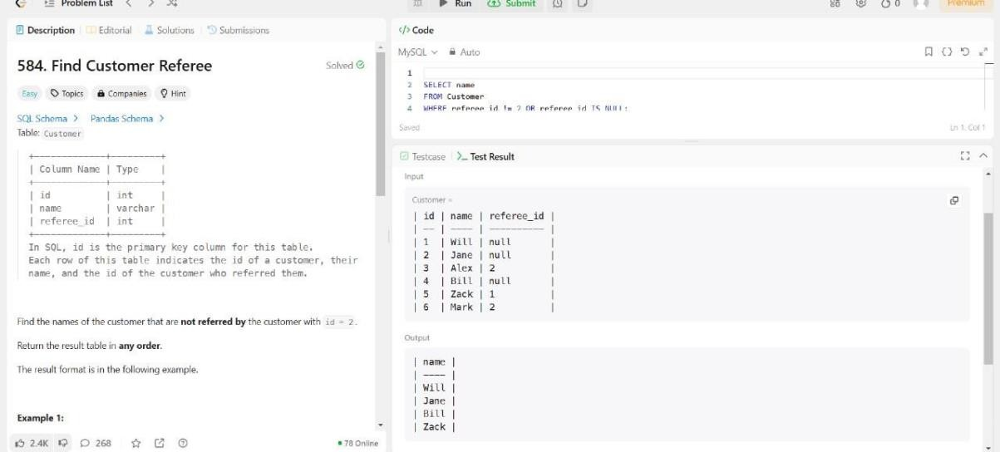 Problem List
Run Submit
0
Premium
Description Editorial Solutions Submissions
584. Find Customer Referee
Solved
Easy Topics Companies Hint
SQL Schema > Pandas Schema >
Table: Customer
+-------------+---------+
| Column Name | Type    |
+-------------+---------+
| id          | int     |
| name        | varchar |
| referee_id  | int     |
+-------------+---------+
In SQL, id is the primary key column for this table.
Each row of this table indicates the id of a customer, their
name, and the id of the customer who referred them.
Find the names of the customer that are not referred by the customer with id = 2.
Return the result table in any order.
The result format is in the following example.
Example 1:
2.4K 268
78 Online
</> Code
MySQL Auto
1
2 SELECT name
3 FROM Customer
4 WHERE referee_id != 2 OR referee_id IS NULL;
Saved
Ln 1, Col 1
Testcase >_ Test Result
Input
Customer =
| id | name | referee_id |
| -- | ---- | ---------- |
| 1  | Will | null       |
| 2  | Jane | null       |
| 3  | Alex | 2          |
| 4  | Bill | null       |
| 5  | Zack | 1          |
| 6  | Mark | 2          |
Output
| name |
| ---- |
| Will |
| Jane |
| Bill |
| Zack |